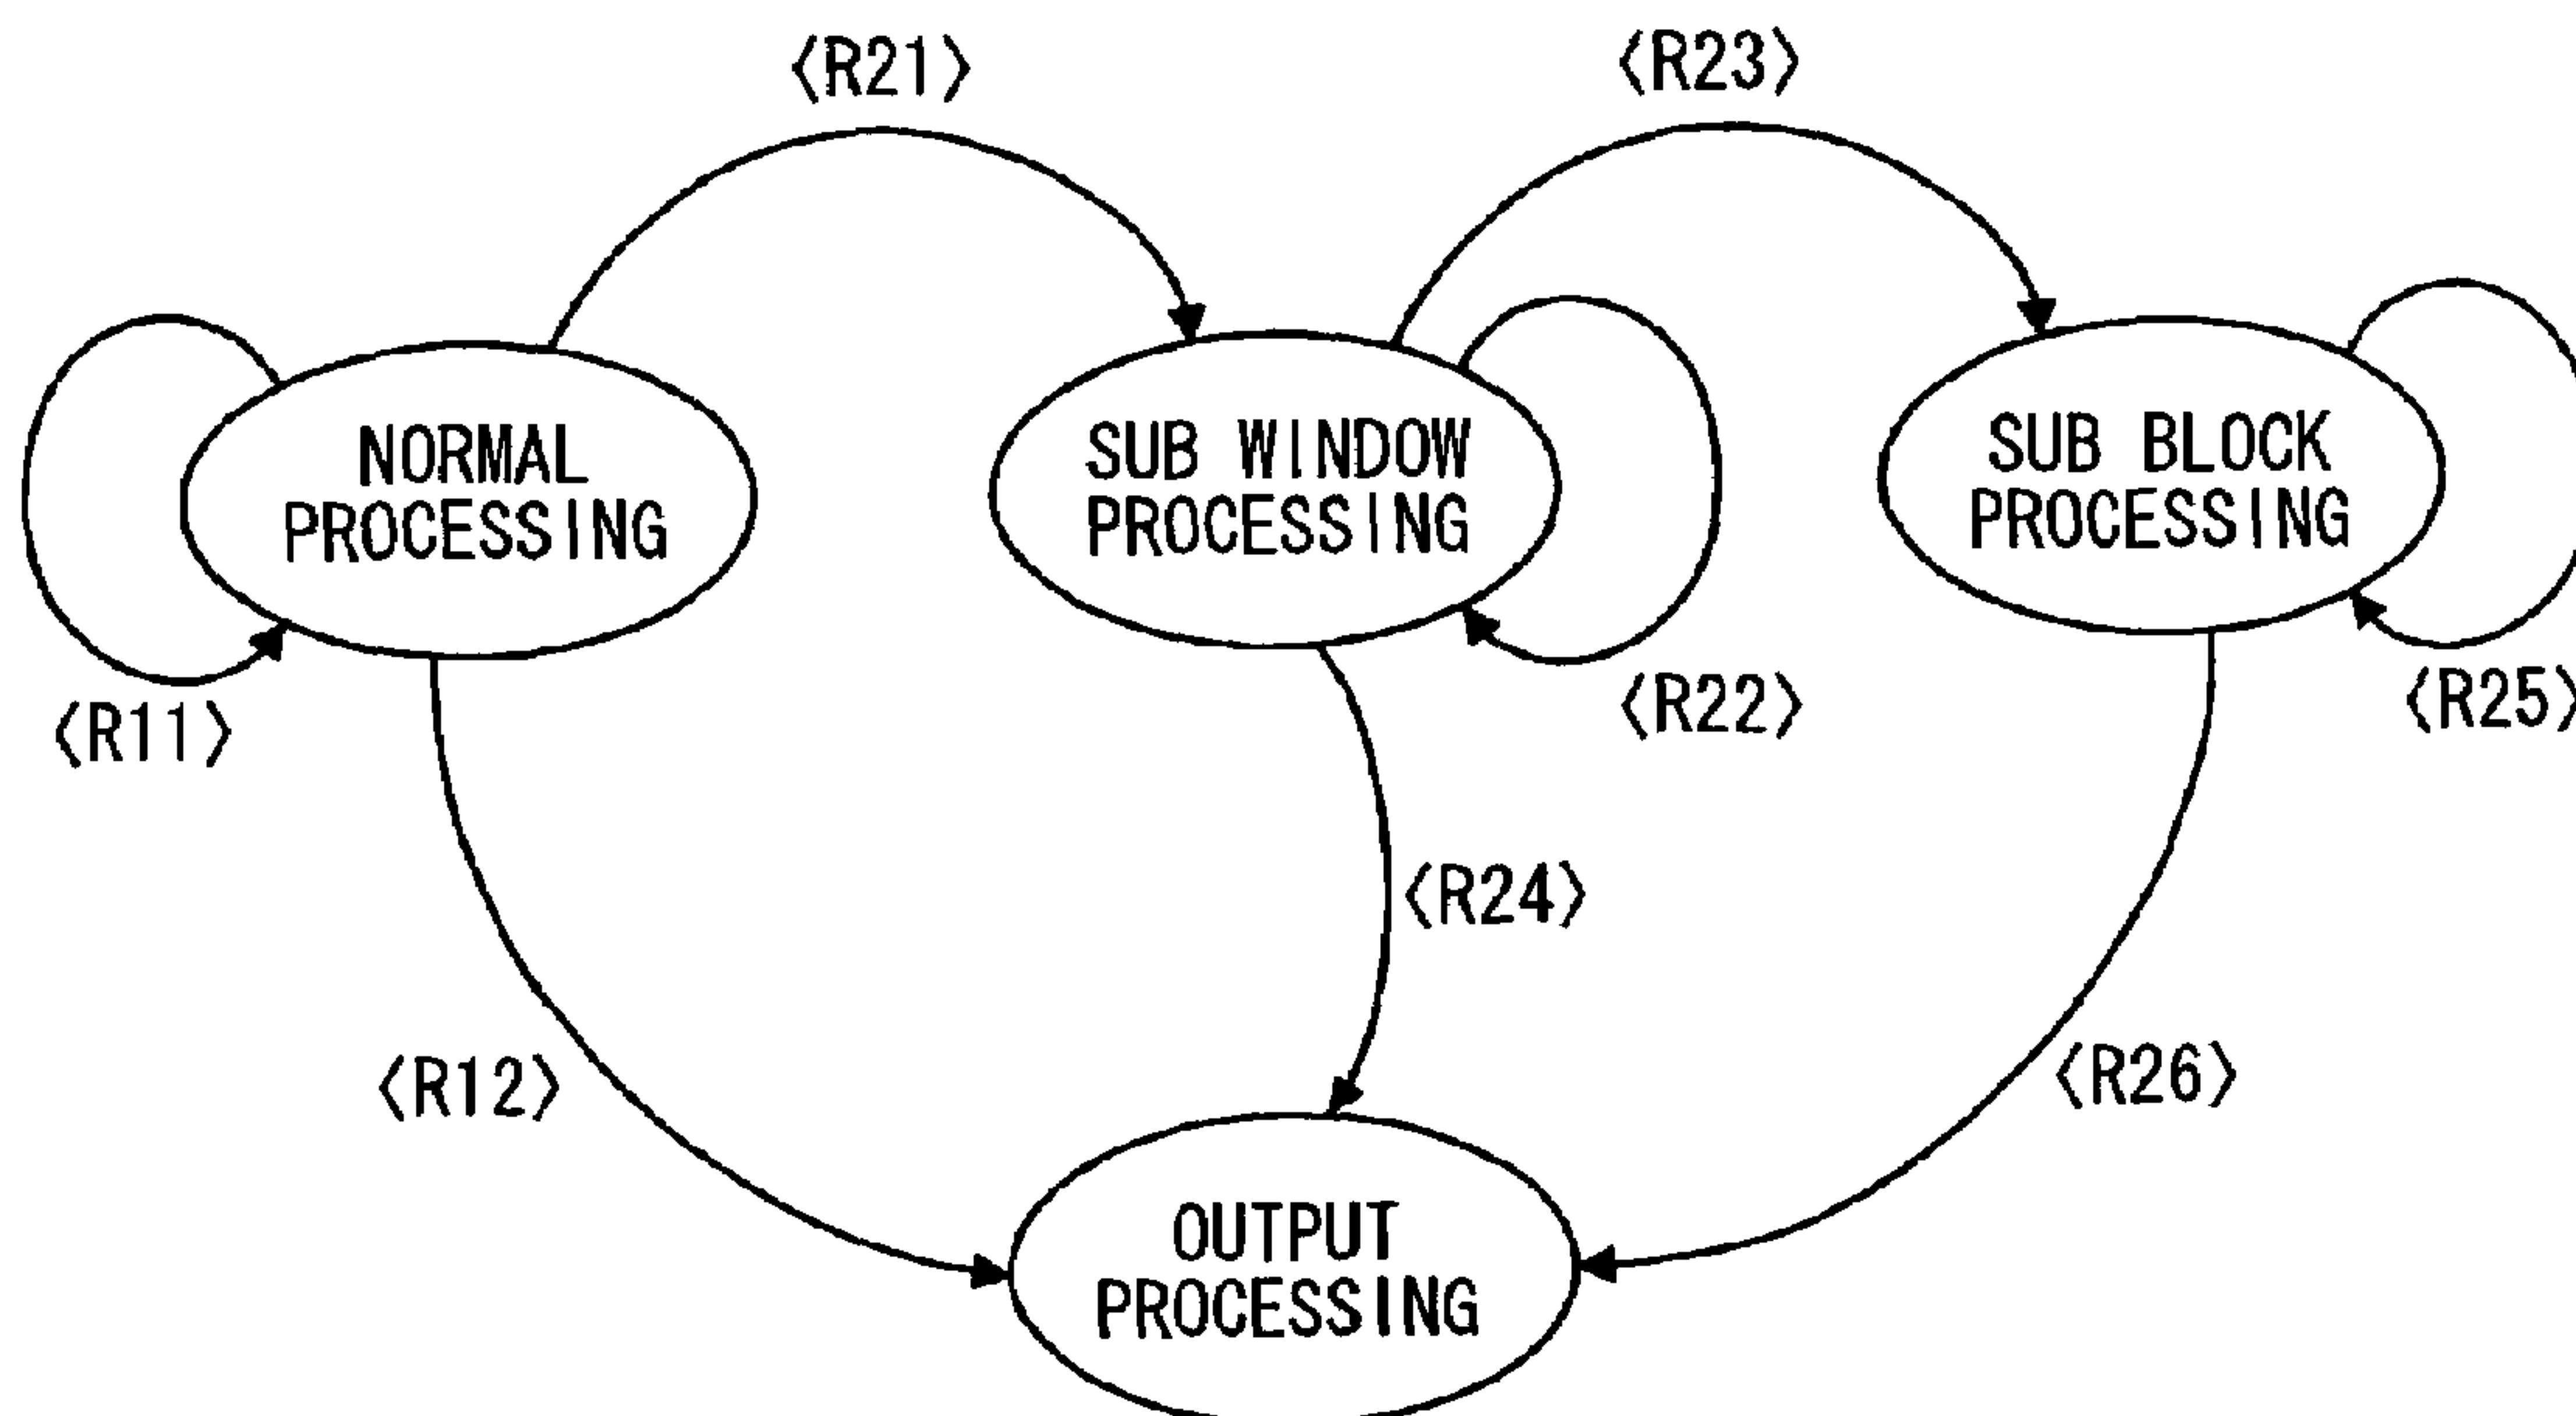 〈R21〉
〈R23〉
NORMAL
PROCESSING
SUB WINDOW
PROCESSING
SUB BLOCK
PROCESSING
〈R11〉
〈R22〉
〈R25〉
〈R24〉
〈R12〉
〈R26〉
OUTPUT
PROCESSING